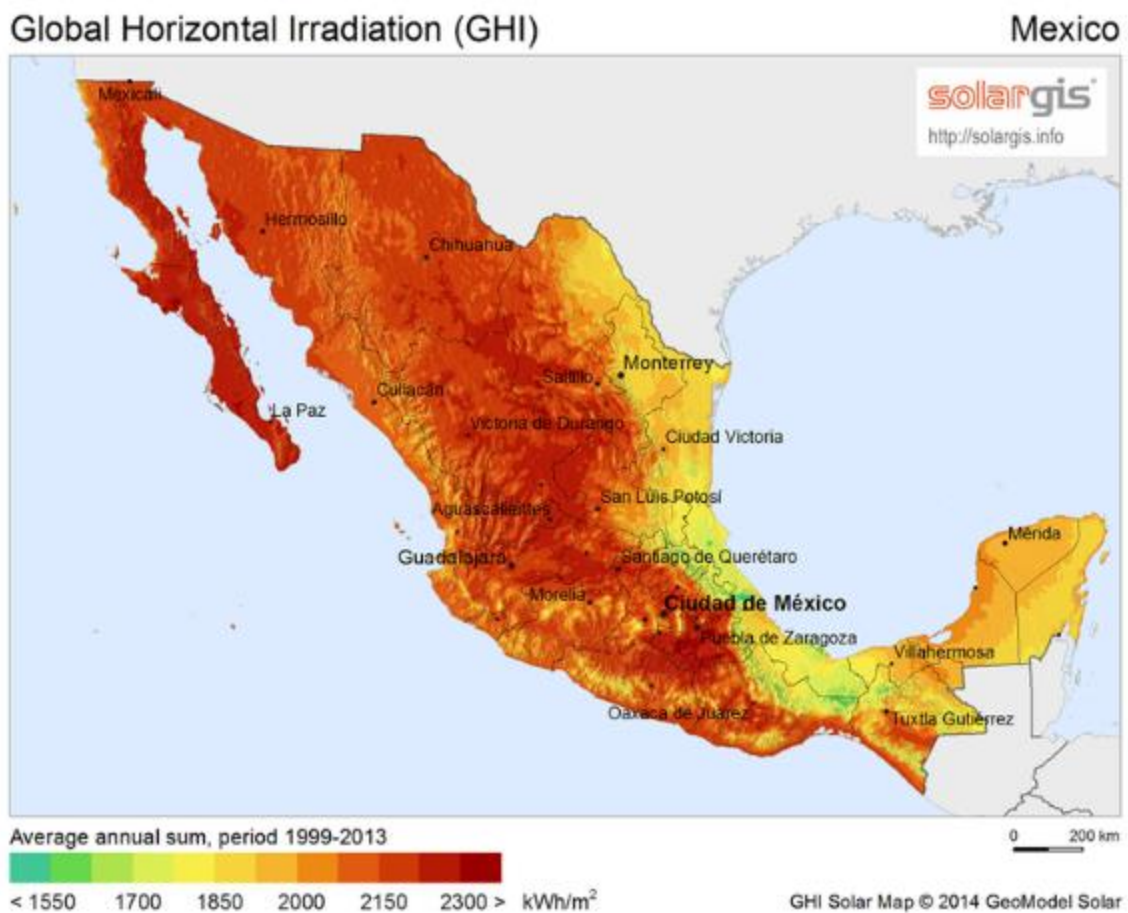 Global Horizontal Irradiation (GHI)
Mexico
solargis
http://solargis.info
Mexicali
Hermosillo
Chihuahua
Monterrey
Saltillo
Culiacán
La Paz
Victoria de Durango
Ciudad Victoria
San Luis Potosí
Aguascalientes
Mérida
Guadalajara
Santiago de Querétaro
Morelia
Ciudad de México
Puebla de Zaragoza
Villahermosa
Oaxaca de Juárez
Tuxtla Gutiérrez
Average annual sum, period 1999-2013
0 200 km
< 1550 1700 1850 2000 2150 2300 > kWh/m²
GHI Solar Map © 2014 GeoModel Solar